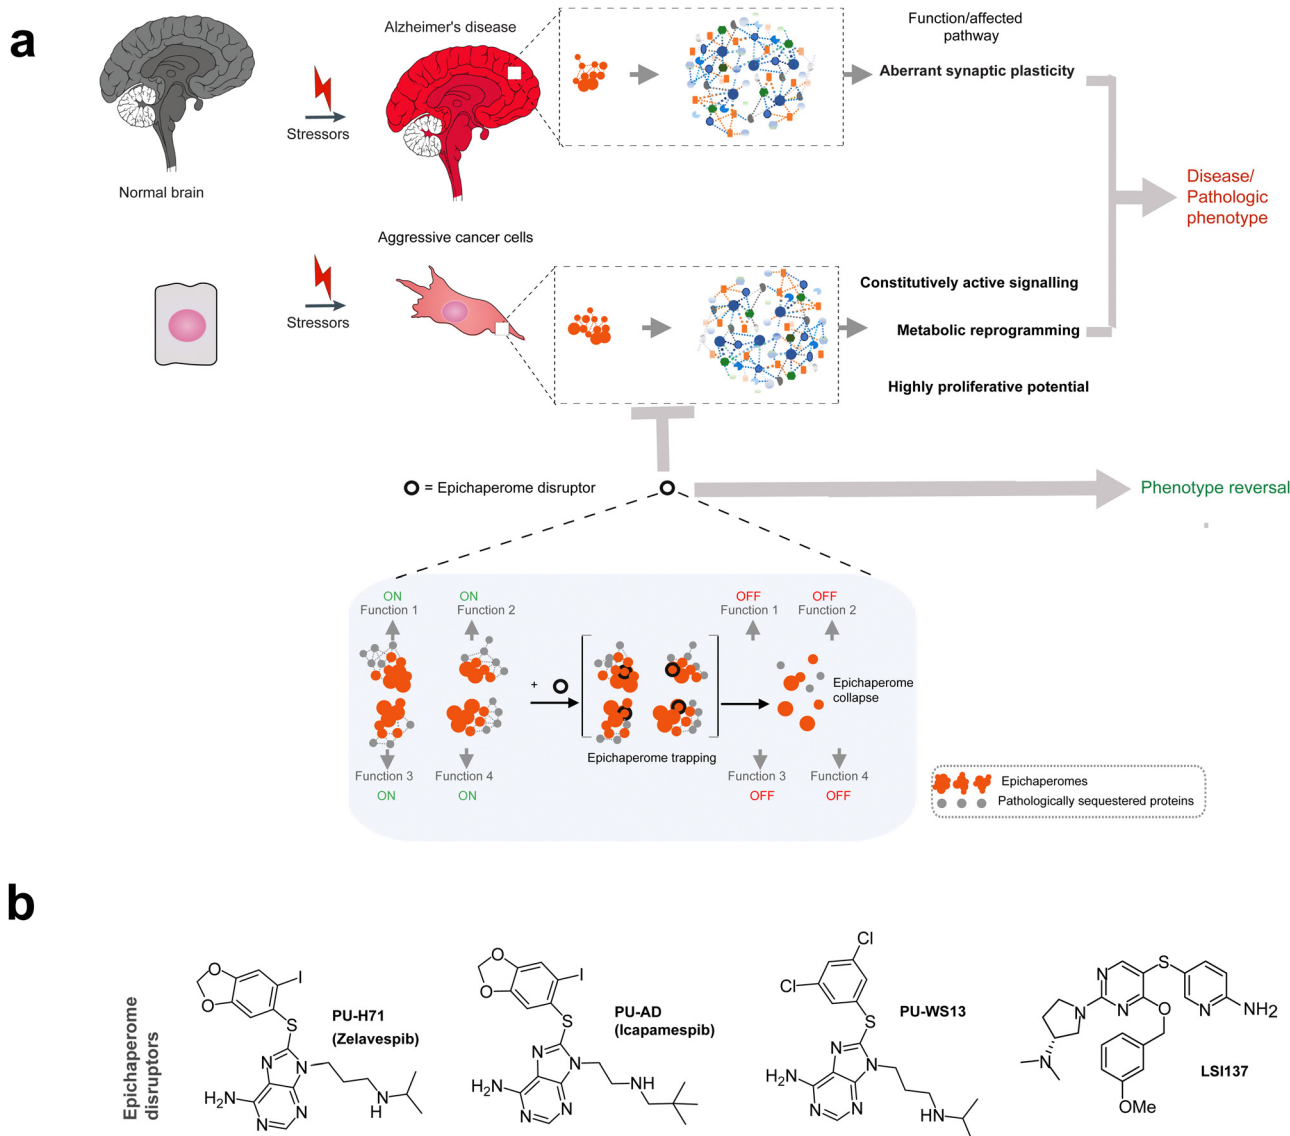 a
Alzheimer's disease
Function/affected
pathway
Aberrant synaptic plasticity
Stressors
Normal brain
Disease/
Pathologic
phenotype
Aggressive cancer cells
Stressors
Constitutively active signalling
Metabolic reprogramming
Highly proliferative potential
= Epichaperome disruptor
Phenotype reversal
ON
Function 1
ON
Function 2
OFF
Function 1
OFF
Function 2
+
Epichaperome
collapse
Epichaperome trapping
Function 3
ON
Function 4
ON
Function 3
OFF
Function 4
OFF
Epichaperomes
Pathologically sequestered proteins
b
Epichaperome
disruptors
O
O
I
S
N
N
H2N
N
N
N
H
PU-H71
(Zelavespib)
O
O
I
S
N
N
H2N
N
N
NH
PU-AD
(Icapamespib)
Cl
Cl
S
N
N
NH2
N
N
N
H
PU-WS13
S
N
N
N
N
NH2
O
N
OMe
LSI137